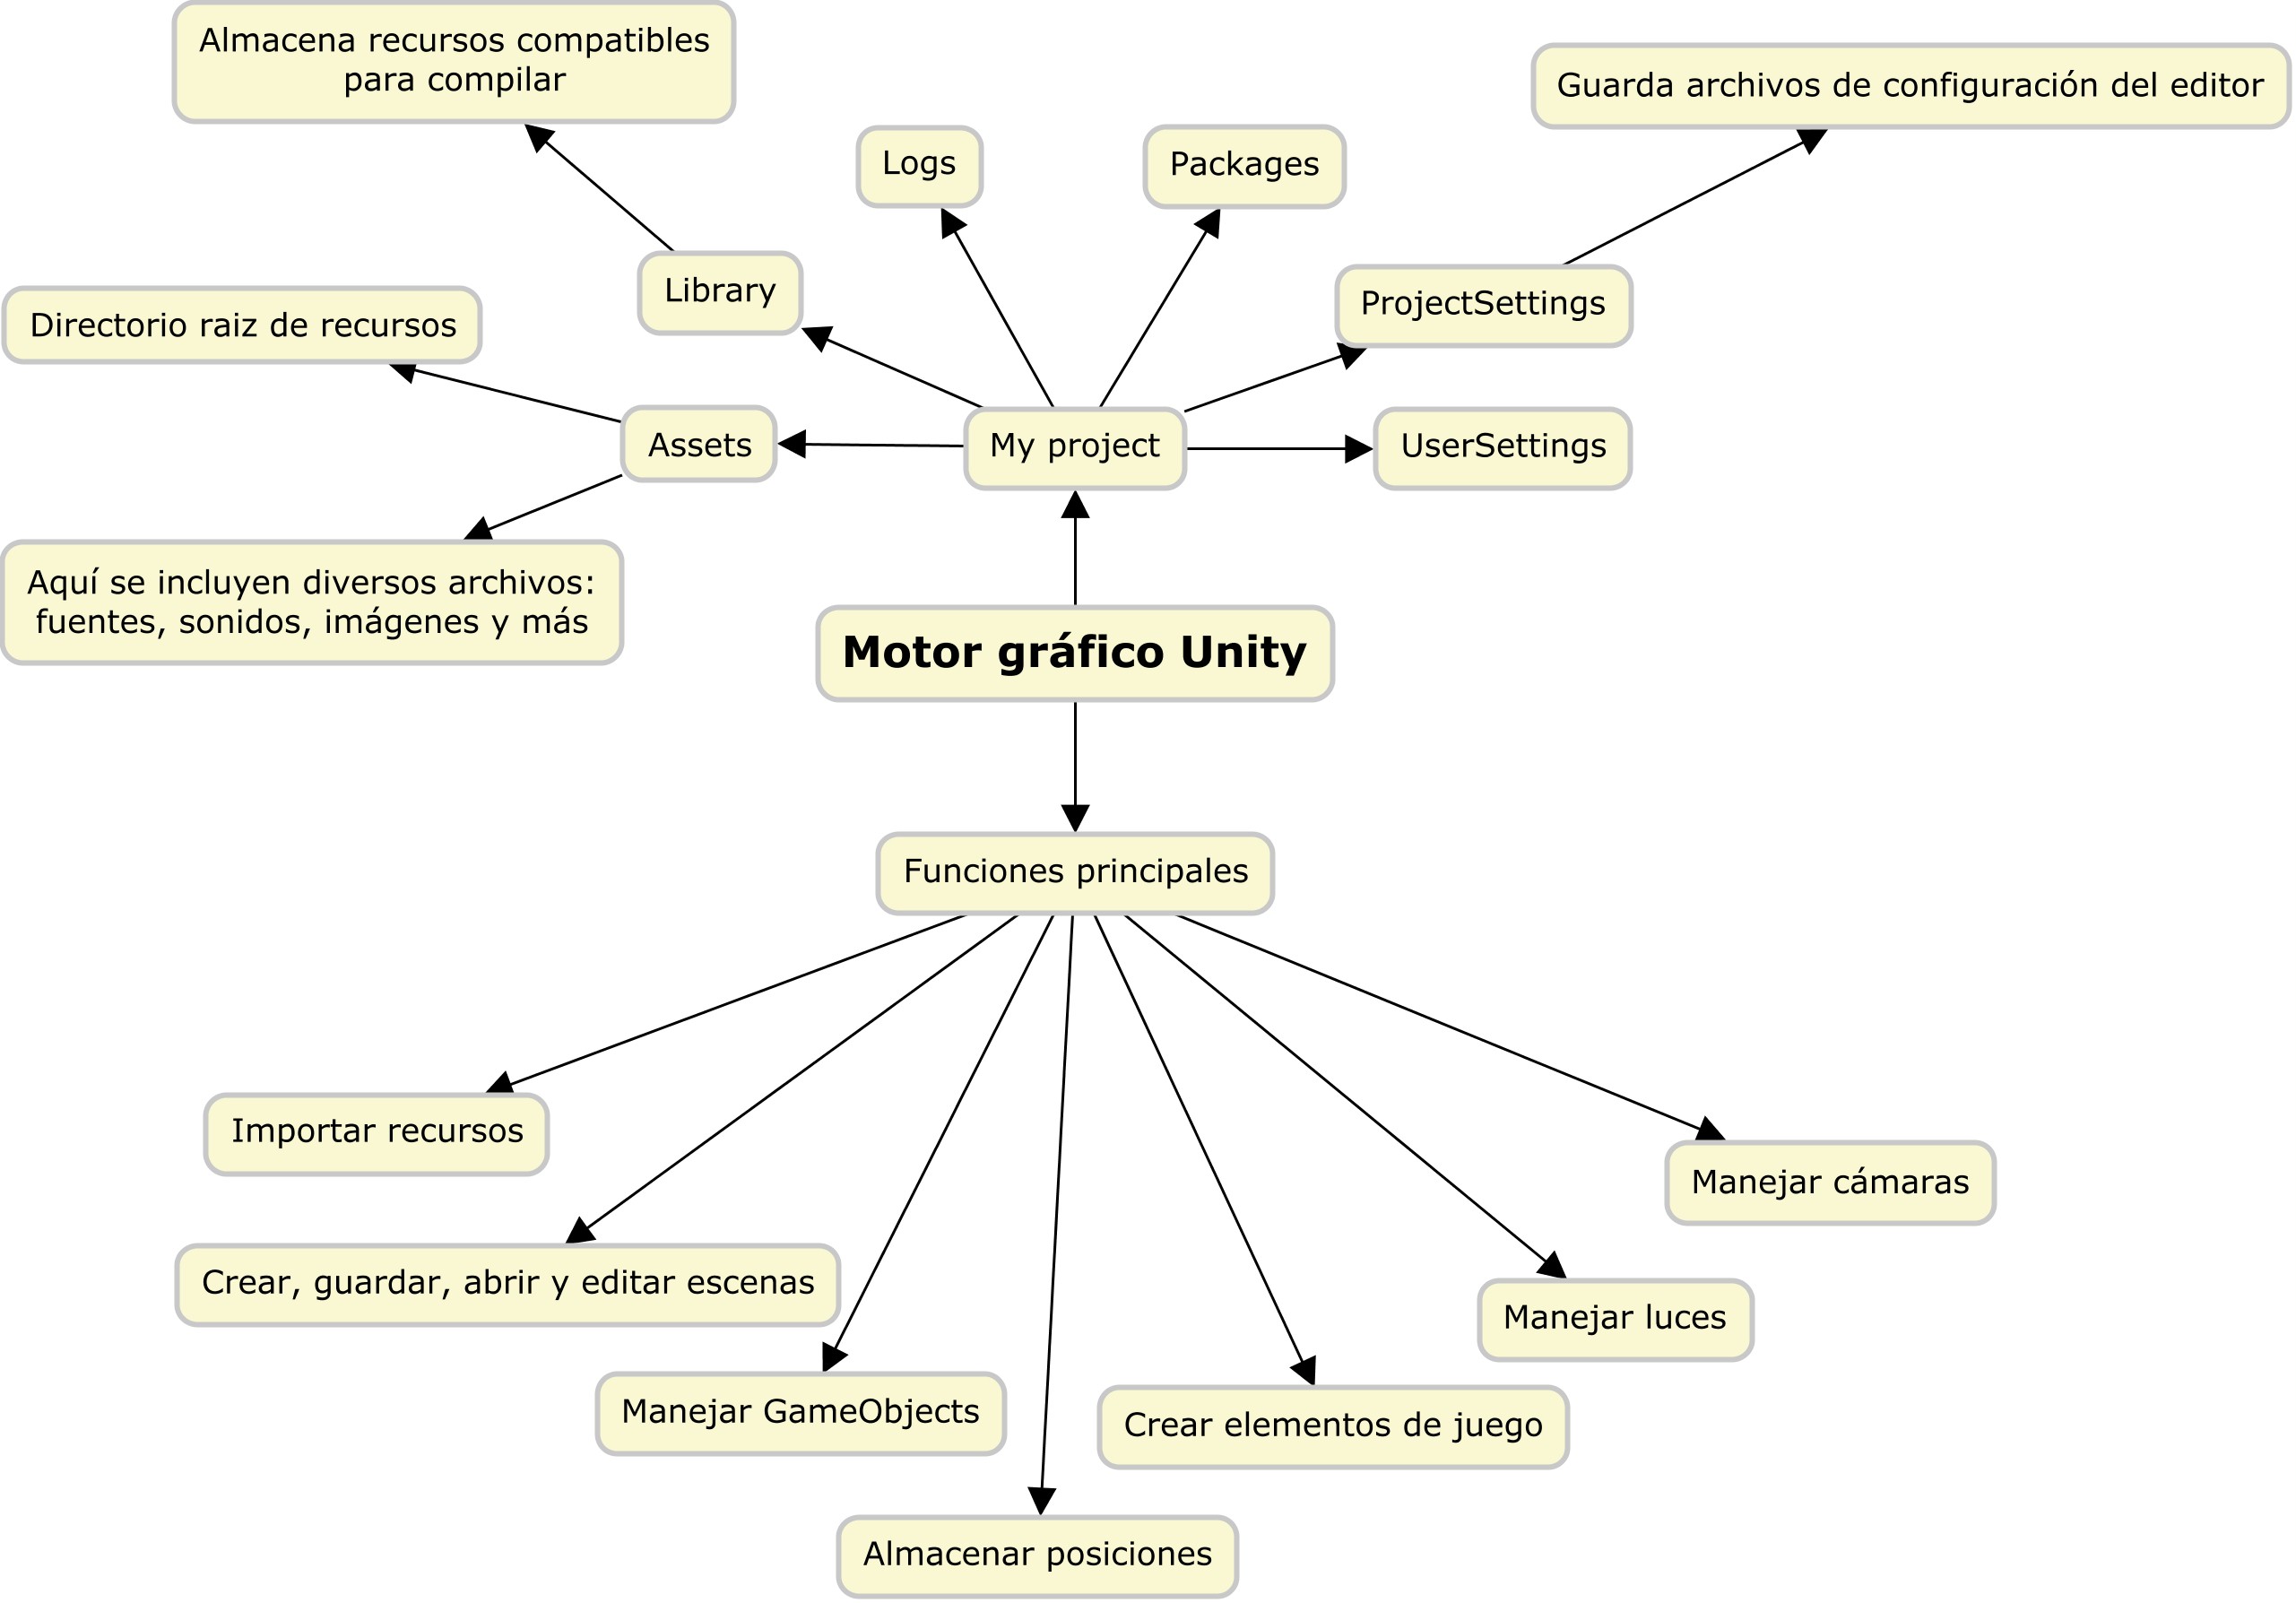 Almacena recursos compatibles
para compilar
Guarda archivos de configuración del editor
Logs
Packages
Library
ProjectSettings
Directorio raiz de recursos
Assets
My project
UserSettings
Aquí se incluyen diversos archivos:
fuentes, sonidos, imágenes y más
Motor gráfico Unity
Funciones principales
Importar recursos
Manejar cámaras
Crear, guardar, abrir y editar escenas
Manejar luces
Manejar GameObjects
Crear elementos de juego
Almacenar posiciones